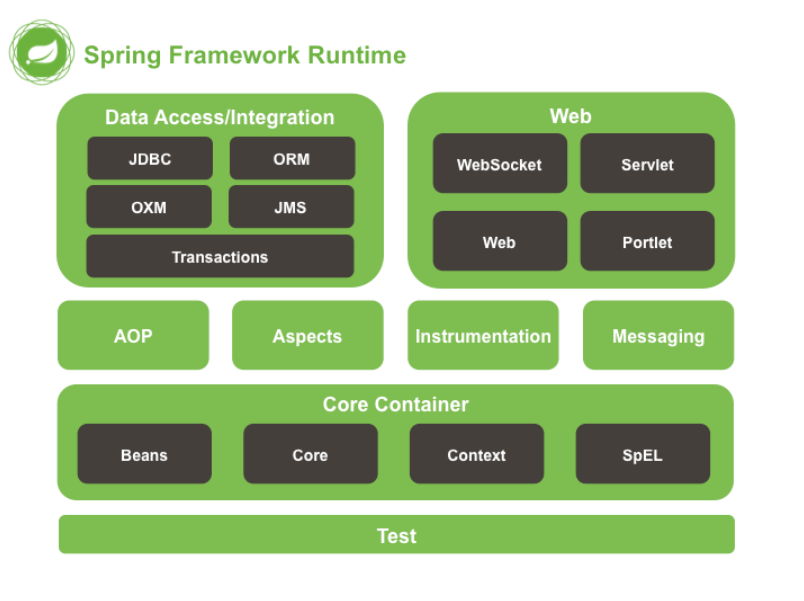 Spring Framework Runtime
Data Access/Integration
JDBC
ORM
OXM
JMS
Transactions
Web
WebSocket
Servlet
Web
Portlet
AOP
Aspects
Instrumentation
Messaging
Core Container
Beans
Core
Context
SpEL
Test